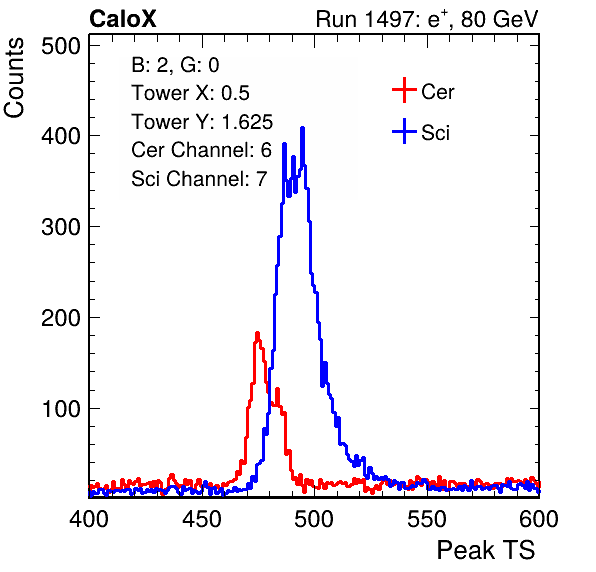 CaloX Run 1497: e⁺, 80 GeV
Counts
500
400
300
200
100
B: 2, G: 0
Tower X: 0.5
Tower Y: 1.625
Cer Channel: 6
Sci Channel: 7
Cer
Sci
400 450 500 550 600
Peak TS